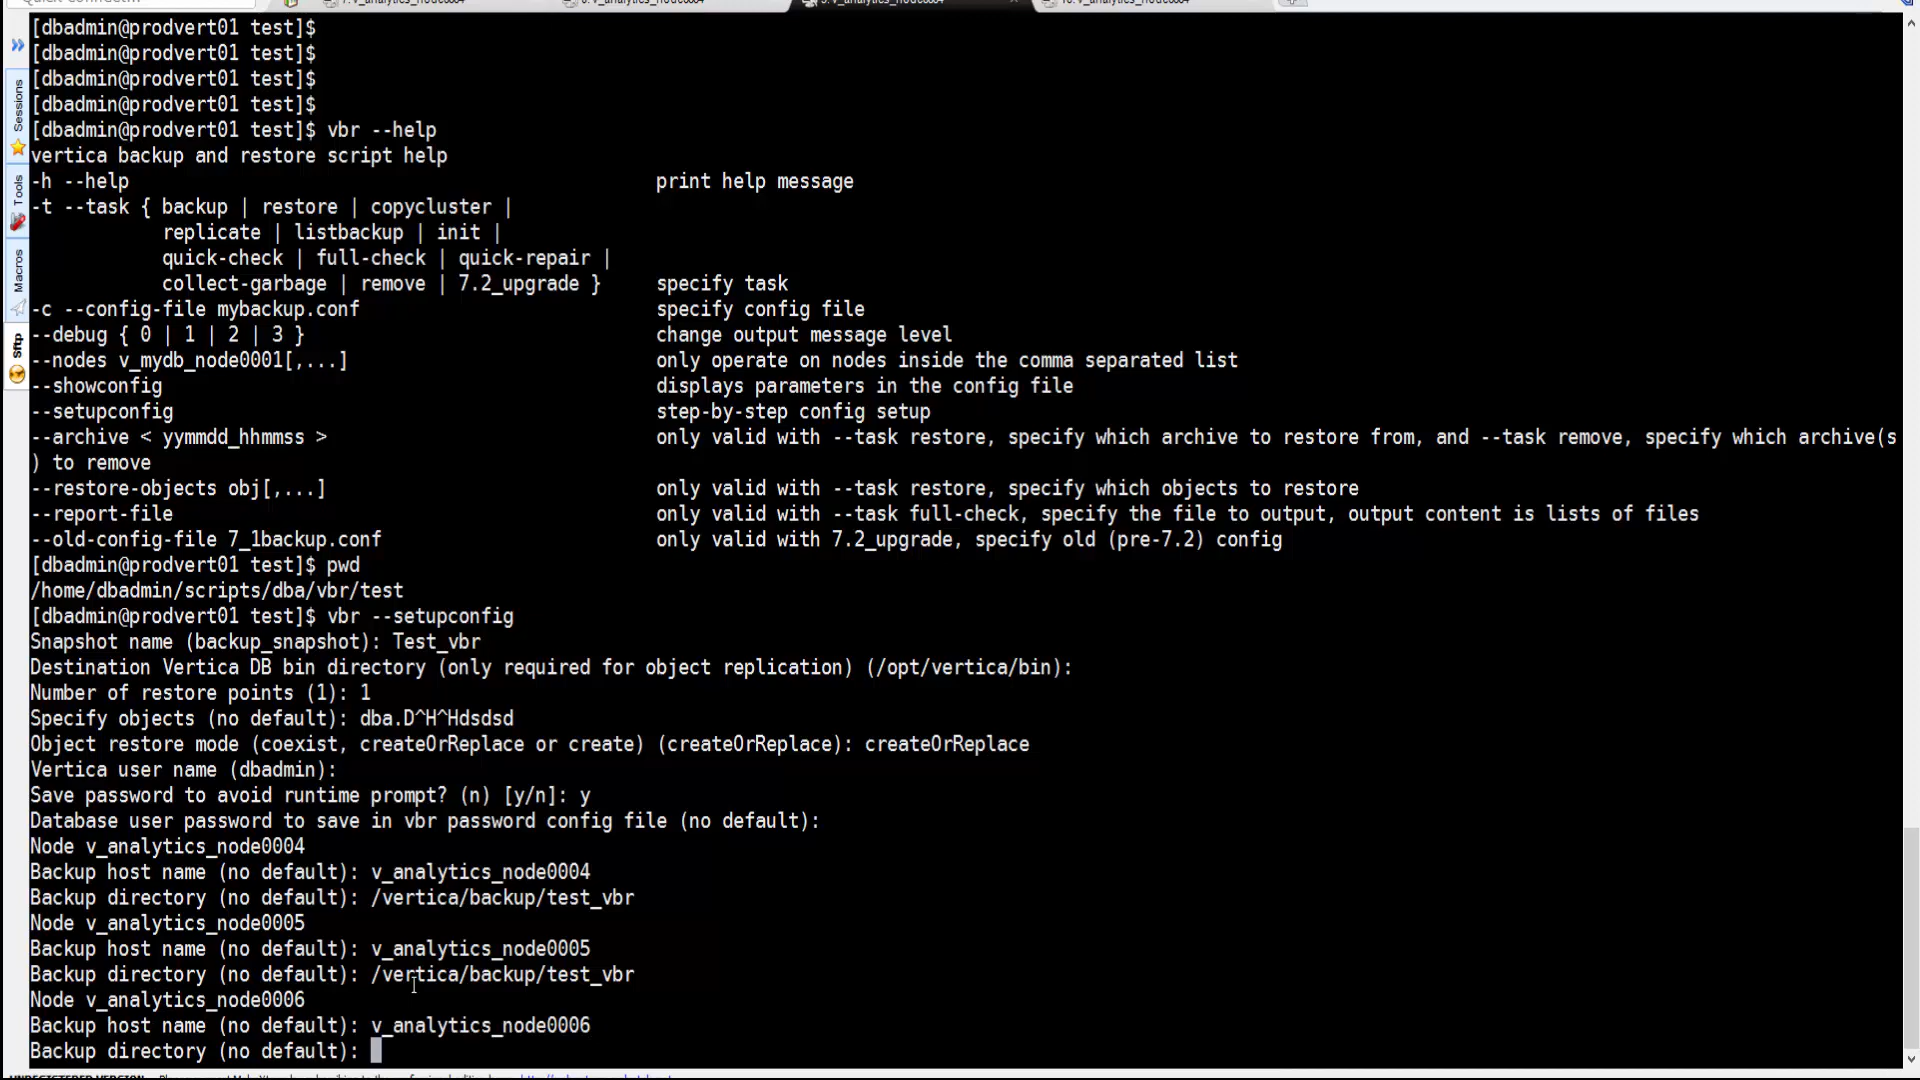 [dbadmin@prodvert01 test]$
[dbadmin@prodvert01 test]$
[dbadmin@prodvert01 test]$
[dbadmin@prodvert01 test]$
[dbadmin@prodvert01 test]$ vbr --help
vertica backup and restore script help
-h --help print help message
-t --task { backup | restore | copycluster |
replicate | listbackup | init |
quick-check | full-check | quick-repair |
collect-garbage | remove | 7.2_upgrade } specify task
-c --config-file mybackup.conf specify config file
--debug { 0 | 1 | 2 | 3 } change output message level
--nodes v_mydb_node0001[,...] only operate on nodes inside the comma separated list
--showconfig displays parameters in the config file
--setupconfig step-by-step config setup
--archive < yymmdd_hhmmss > only valid with --task restore, specify which archive to restore from, and --task remove, specify which archive(s
) to remove
--restore-objects obj[,...] only valid with --task restore, specify which objects to restore
--report-file only valid with --task full-check, specify the file to output, output content is lists of files
--old-config-file 7_1backup.conf only valid with 7.2_upgrade, specify old (pre-7.2) config
[dbadmin@prodvert01 test]$ pwd
/home/dbadmin/scripts/dba/vbr/test
[dbadmin@prodvert01 test]$ vbr --setupconfig
Snapshot name (backup_snapshot): Test_vbr
Destination Vertica DB bin directory (only required for object replication) (/opt/vertica/bin):
Number of restore points (1): 1
Specify objects (no default): dba.D^H^Hdsdsd
Object restore mode (coexist, createOrReplace or create) (createOrReplace): createOrReplace
Vertica user name (dbadmin):
Save password to avoid runtime prompt? (n) [y/n]: y
Database user password to save in vbr password config file (no default):
Node v_analytics_node0004
Backup host name (no default): v_analytics_node0004
Backup directory (no default): /vertica/backup/test_vbr
Node v_analytics_node0005
Backup host name (no default): v_analytics_node0005
Backup directory (no default): /vertica/backup/test_vbr
Node v_analytics_node0006
Backup host name (no default): v_analytics_node0006
Backup directory (no default):
Sessions
Tools
Macros
Sftp